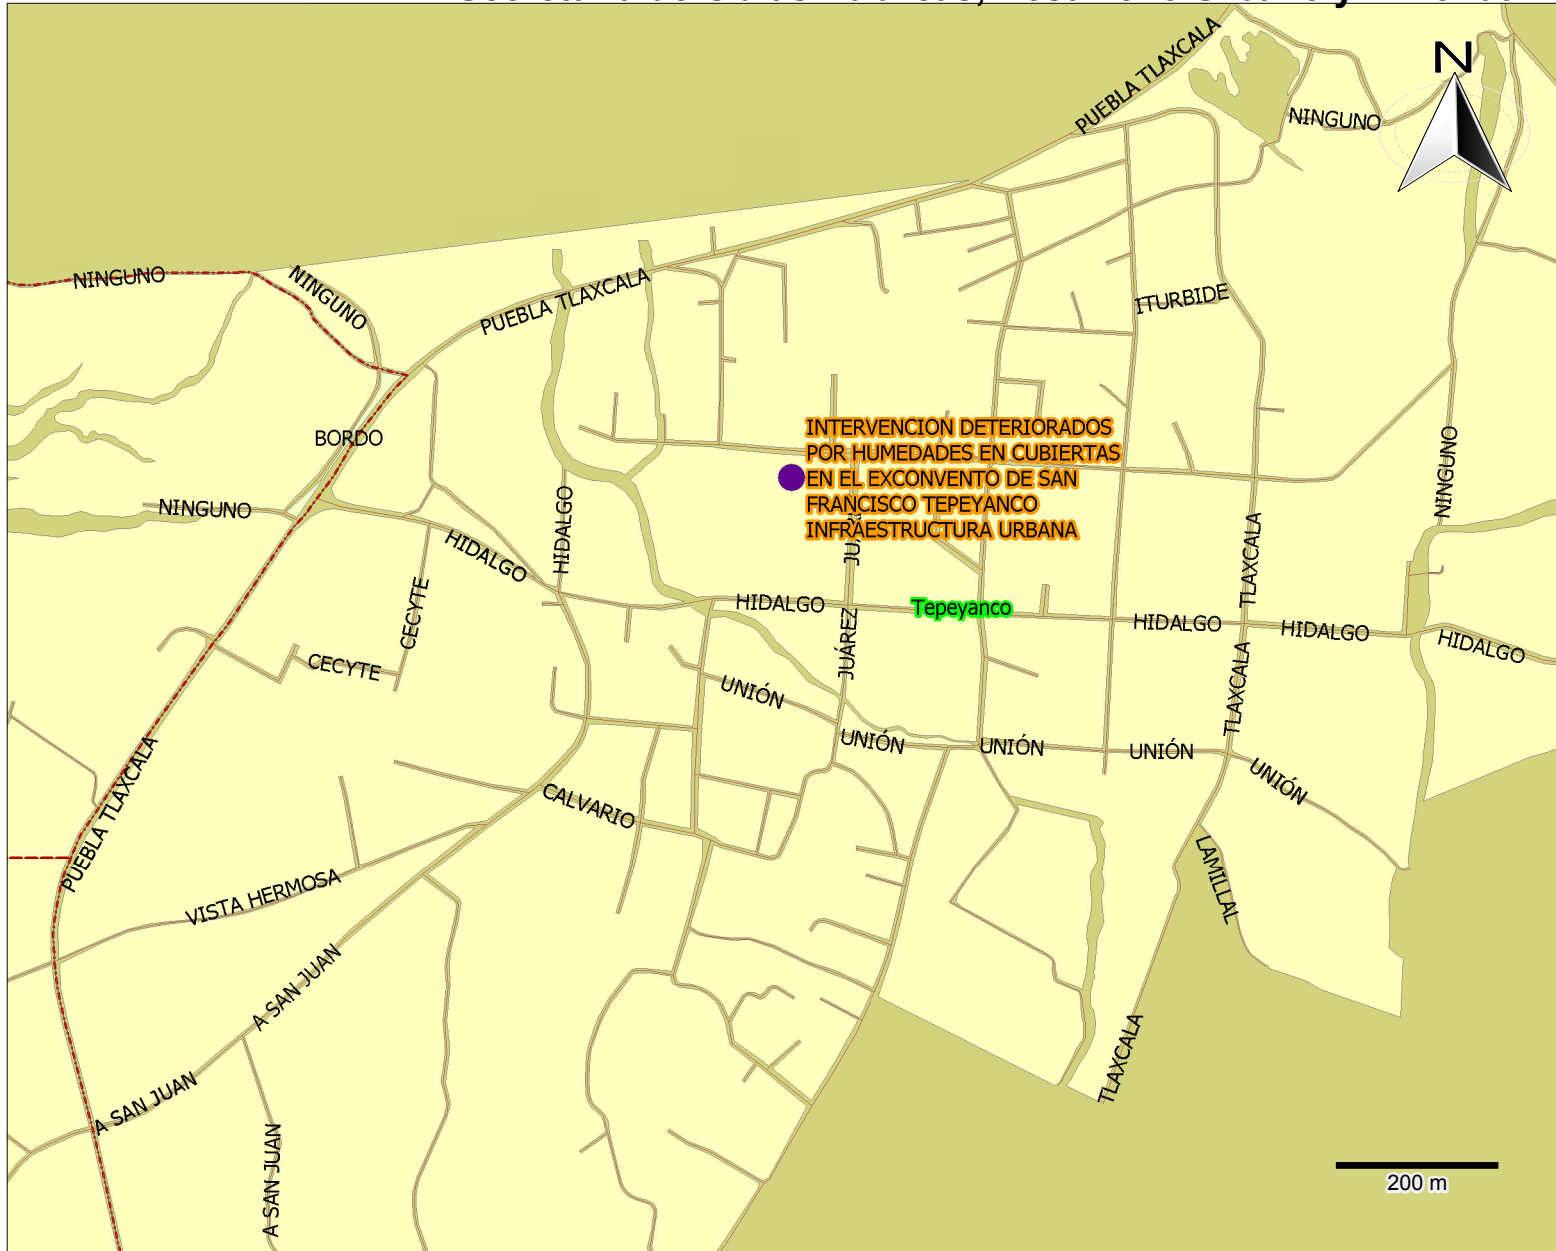 PUEBLA TLAXCALA
N
NINGUNO
NINGUNO
NINGUNO
PUEBLA TLAXCALA
ITURBIDE
BORDO
INTERVENCION DETERIORADOS
POR HUMEDADES EN CUBIERTAS
EN EL EXCONVENTO DE SAN
FRANCISCO TEPEYANCO
INFRAESTRUCTURA URBANA
NINGUNO
NINGUNO
HIDALGO
HIDALGO
TLAXCALA
CECYTE
HIDALGO
Tepeyanco
HIDALGO
HIDALGO
HIDALGO
JUÁREZ
CECYTE
UNIÓN
TLAXCALA
UNIÓN
UNIÓN
UNIÓN
UNIÓN
PUEBLA TLAXCALA
CALVARIO
VISTA HERMOSA
LAMILLAL
A SAN JUAN
TLAXCALA
A SAN JUAN
A SAN JUAN
200 m